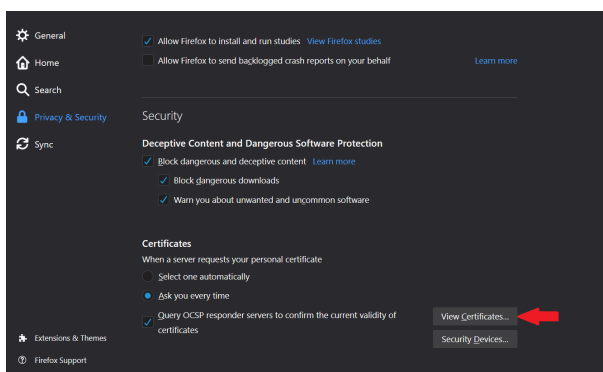 General
Home
Search
Privacy & Security
Sync
Extensions & Themes
Firefox Support
Allow Firefox to install and run studies View Firefox studies
Allow Firefox to send backlogged crash reports on your behalf Learn more
Security
Deceptive Content and Dangerous Software Protection
Block dangerous and deceptive content Learn more
Block dangerous downloads
Warn you about unwanted and uncommon software
Certificates
When a server requests your personal certificate
Select one automatically
Ask you every time
Query OCSP responder servers to confirm the current validity of
certificates
View Certificates...
Security Devices...